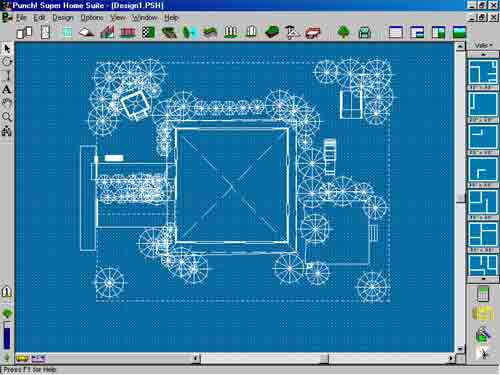 Punch! Super Home Suite - [Design1.PSH]
File Edit Design Options View Window Help
Walls
A
Press F1 for Help